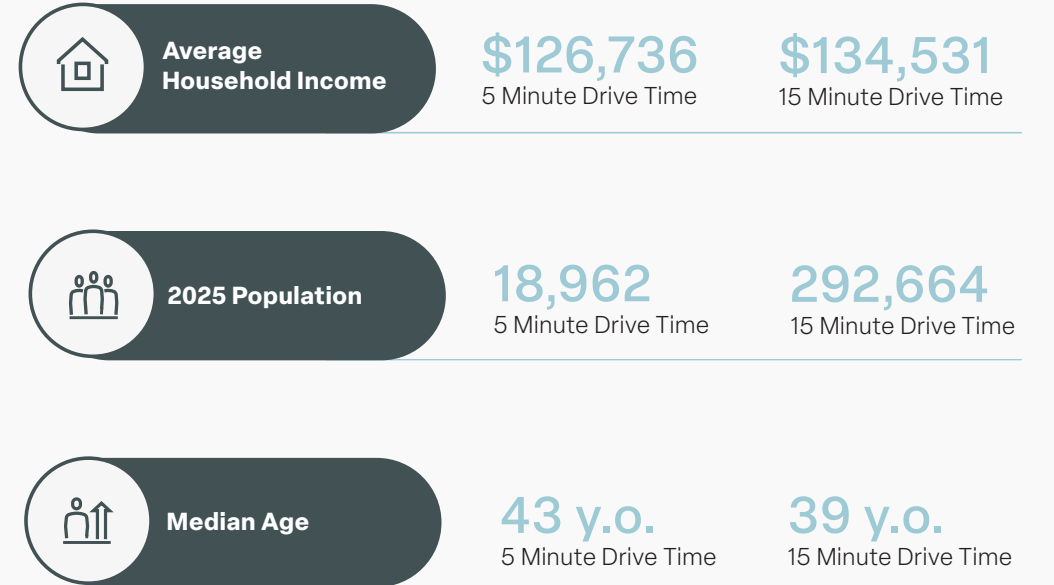 Average
Household Income
$126,736
5 Minute Drive Time
$134,531
15 Minute Drive Time
2025 Population
18,962
5 Minute Drive Time
292,664
15 Minute Drive Time
Median Age
43 y.o.
5 Minute Drive Time
39 y.o.
15 Minute Drive Time